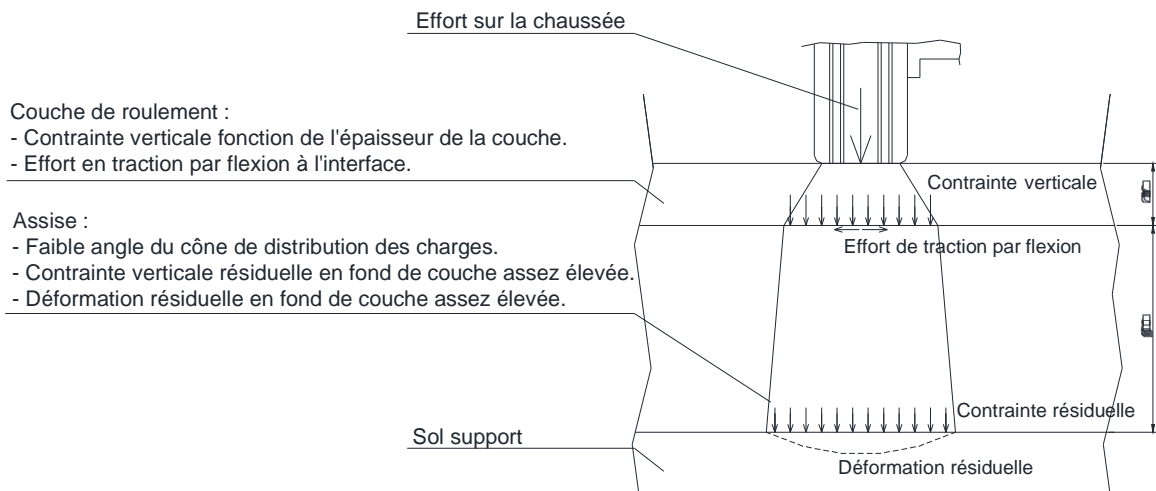 Effort sur la chaussée
Couche de roulement :
- Contrainte verticale fonction de l'épaisseur de la couche.
- Effort en traction par flexion à l'interface.
Contrainte verticale
Assise :
- Faible angle du cône de distribution des charges.
- Contrainte verticale résiduelle en fond de couche assez élevée.
- Déformation résiduelle en fond de couche assez élevée.
Effort de traction par flexion
Contrainte résiduelle
Sol support
Déformation résiduelle